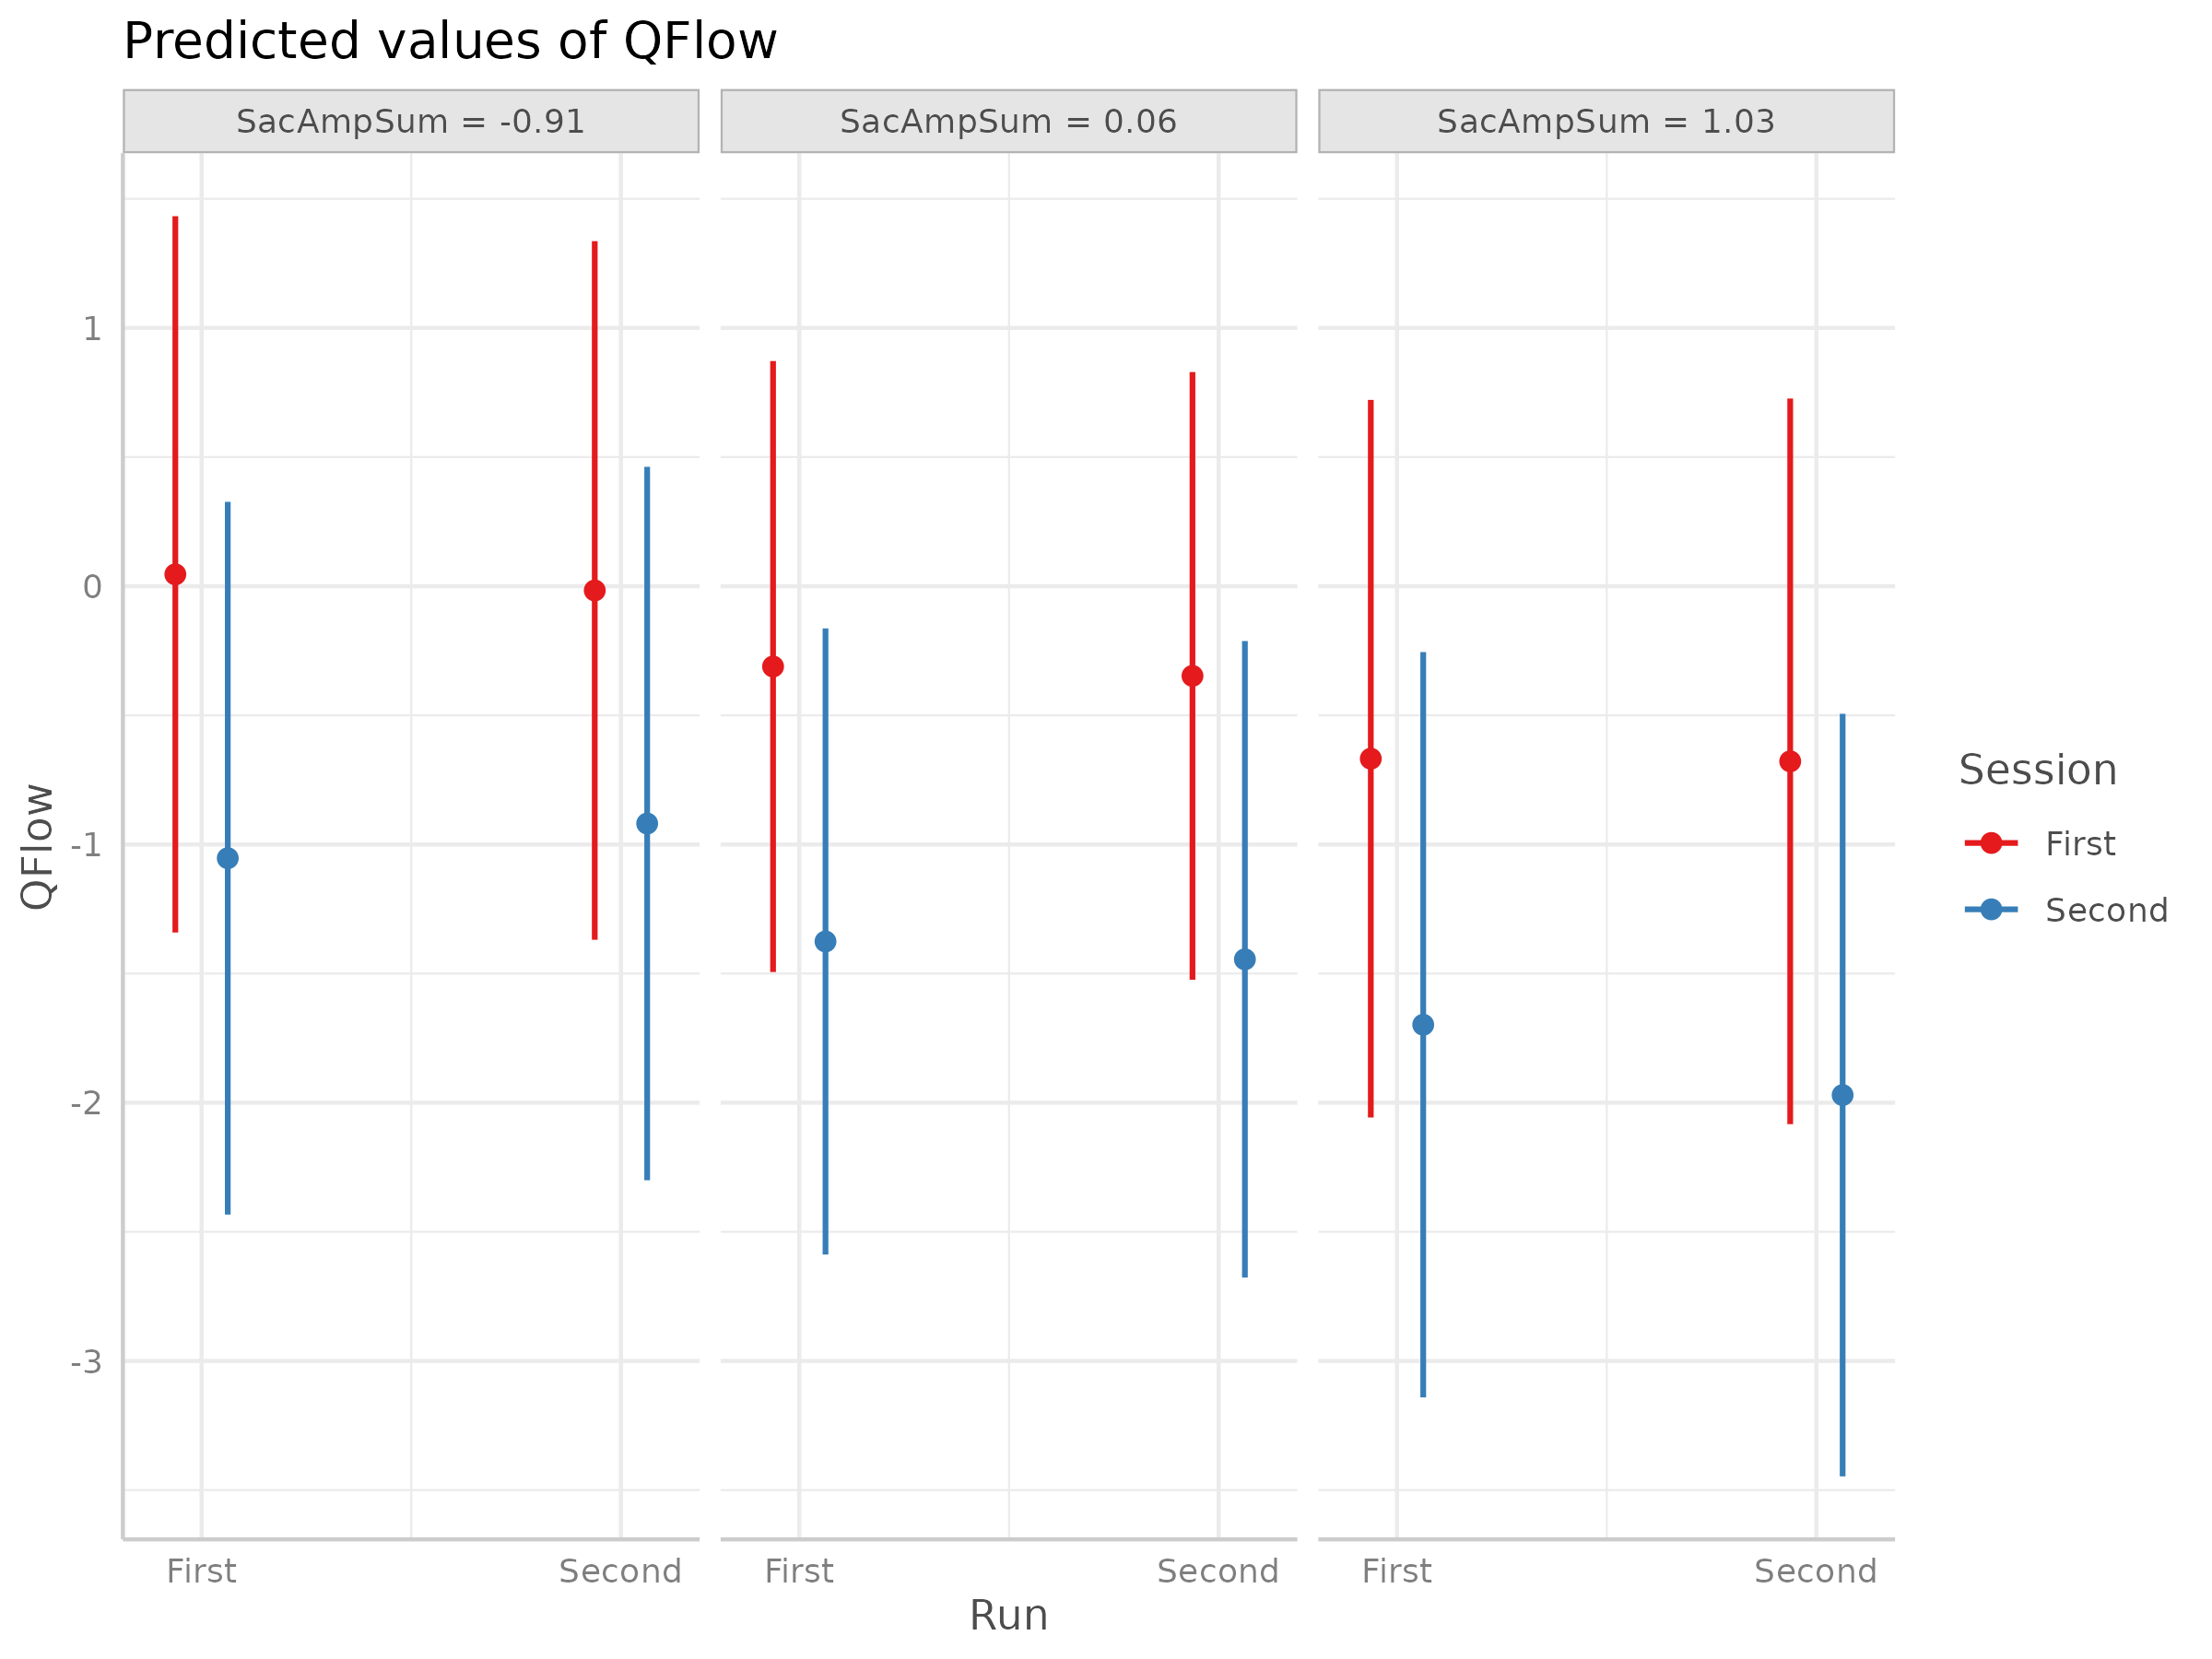 Predicted values of QFlow
SacAmpSum = -0.91
SacAmpSum = 0.06
SacAmpSum = 1.03
1
0
-1
-2
-3
QFlow
First
Second
First
Second
First
Second
Run
Session
First
Second